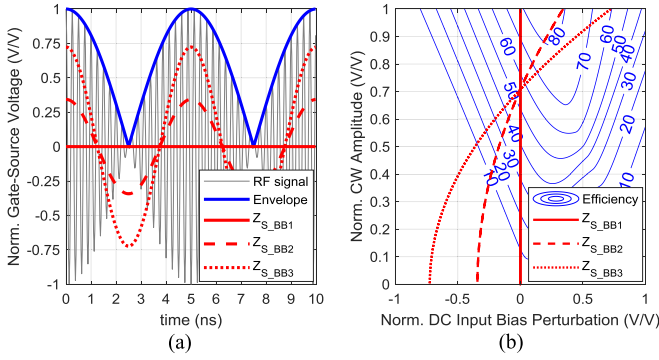 Norm. Gate-Source Voltage (V/V)
1
0.75
0.5
0.25
0
-0.25
-0.5
-0.75
-1
RF signal
Envelope
Z_S_BB1
Z_S_BB2
Z_S_BB3
0 1 2 3 4 5 6 7 8 9 10
time (ns)
(a)
Norm. CW Amplitude (V/V)
1
0.9
0.8
0.7
0.6
0.5
0.4
0.3
0.2
0.1
0
60
80
70
50
40
30
20
70
50
40
30
20
10
60
50
40
30
20
10
Efficiency
Z_S_BB1
Z_S_BB2
Z_S_BB3
-1 -0.5 0 0.5 1
Norm. DC Input Bias Perturbation (V/V)
(b)